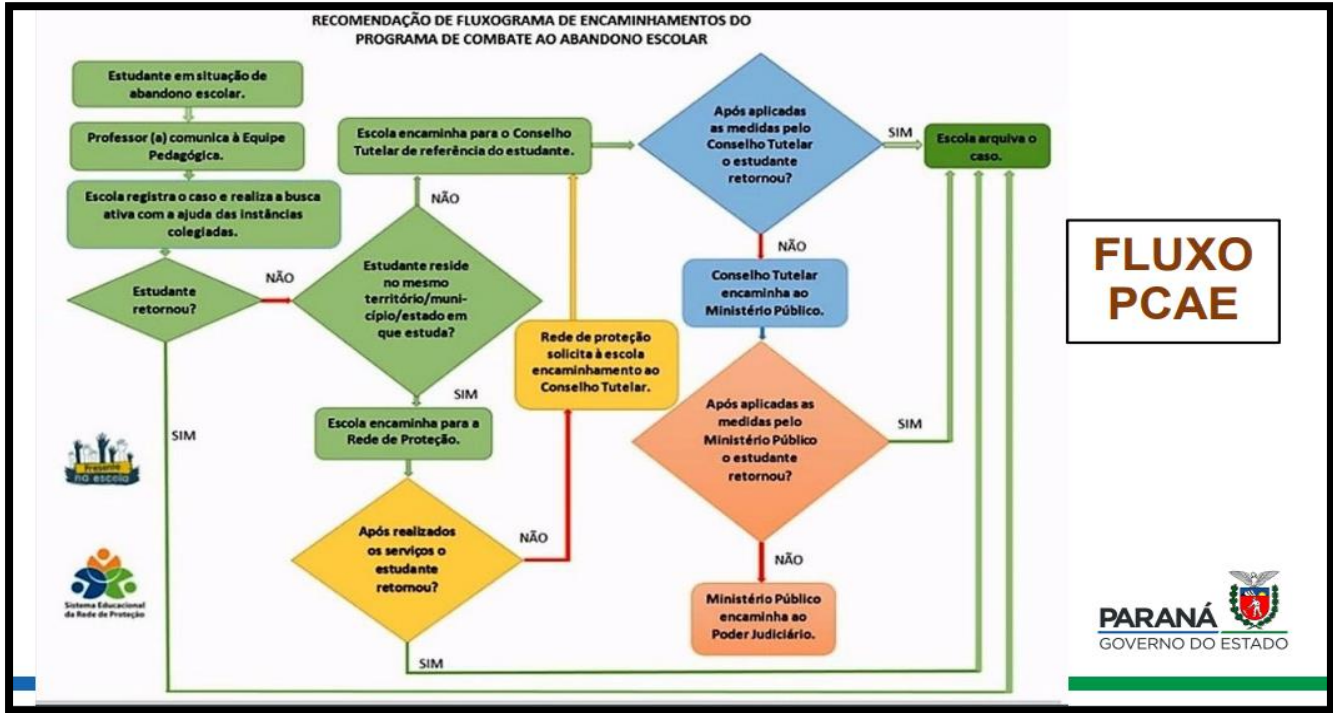 RECOMENDAÇÃO DE FLUXOGRAMA DE ENCAMINHAMENTOS DO
PROGRAMA DE COMBATE AO ABANDONO ESCOLAR
Estudante em situação de
abandono escolar.
Professor (a) comunica à Equipe
Pedagógica.
Escola registra o caso e realiza a busca
ativa com a ajuda das instâncias
colegiadas.
Estudante
retornou?
NÃO
SIM
Estudante reside
no mesmo
território/muni-
cípio/estado em
que estuda?
NÃO
SIM
Escola encaminha para o Conselho
Tutelar de referência do estudante.
Escola encaminha para a
Rede de Proteção.
Após realizados
os serviços o
estudante
retornou?
NÃO
SIM
Rede de proteção
solicita à escola
encaminhamento ao
Conselho Tutelar.
Após aplicadas
as medidas pelo
Conselho Tutelar
o estudante
retornou?
SIM
NÃO
Escola arquiva o
caso.
Conselho Tutelar
encaminha ao
Ministério Público.
Após aplicadas as
medidas pelo
Ministério Público
o estudante
retornou?
SIM
NÃO
Ministério Público
encaminha ao
Poder Judiciário.
FLUXO
PCAE
Presente
na escola
Sistema Educacional
da Rede de Proteção
PARANÁ
GOVERNO DO ESTADO